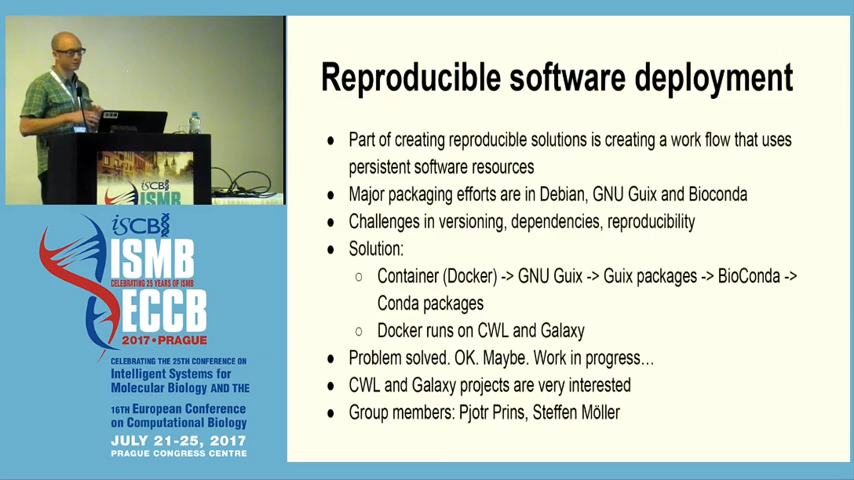 Reproducible software deployment
● Part of creating reproducible solutions is creating a work flow that uses
persistent software resources
● Major packaging efforts are in Debian, GNU Guix and Bioconda
● Challenges in versioning, dependencies, reproducibility
● Solution:
○ Container (Docker) -> GNU Guix -> Guix packages -> BioConda ->
Conda packages
○ Docker runs on CWL and Galaxy
● Problem solved. OK. Maybe. Work in progress…
● CWL and Galaxy projects are very interested
● Group members: Pjotr Prins, Steffen Möller
iSCB
ISMB
iSCB
ISMB
CELEBRATING 25 YEARS OF ISMB
ECCB
2017 • PRAGUE
CELEBRATING THE 25TH CONFERENCE ON
Intelligent Systems for
Molecular Biology AND THE
16TH European Conference
on Computational Biology
JULY 21-25, 2017
PRAGUE CONGRESS CENTRE